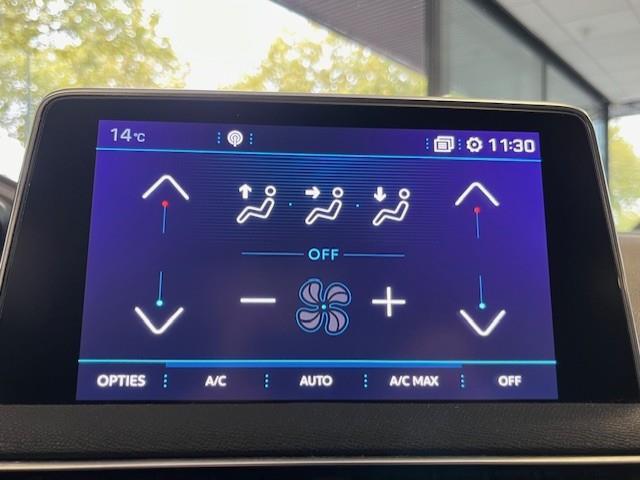 14°C 11:30
OFF
OPTIES A/C AUTO A/C MAX OFF